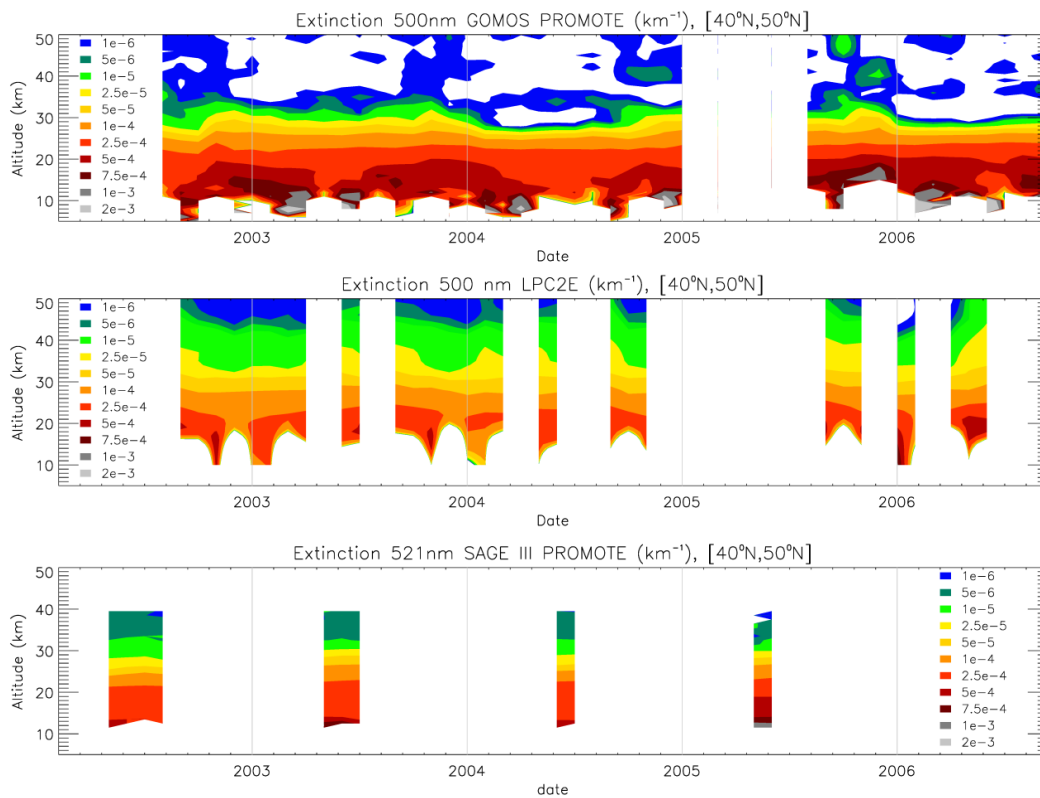 Extinction 500nm GOMOS PROMOTE (km⁻¹), [40°N,50°N]
50
40
30
20
10
Altitude (km)
1e-6
5e-6
1e-5
2.5e-5
5e-5
1e-4
2.5e-4
5e-4
7.5e-4
1e-3
2e-3
2003 2004 2005 2006
Date
Extinction 500 nm LPC2E (km⁻¹), [40°N,50°N]
50
40
30
20
10
Altitude (km)
1e-6
5e-6
1e-5
2.5e-5
5e-5
1e-4
2.5e-4
5e-4
7.5e-4
1e-3
2e-3
2003 2004 2005 2006
Date
Extinction 521nm SAGE III PROMOTE (km⁻¹), [40°N,50°N]
50
40
30
20
10
Altitude (km)
1e-6
5e-6
1e-5
2.5e-5
5e-5
1e-4
2.5e-4
5e-4
7.5e-4
1e-3
2e-3
2003 2004 2005 2006
date